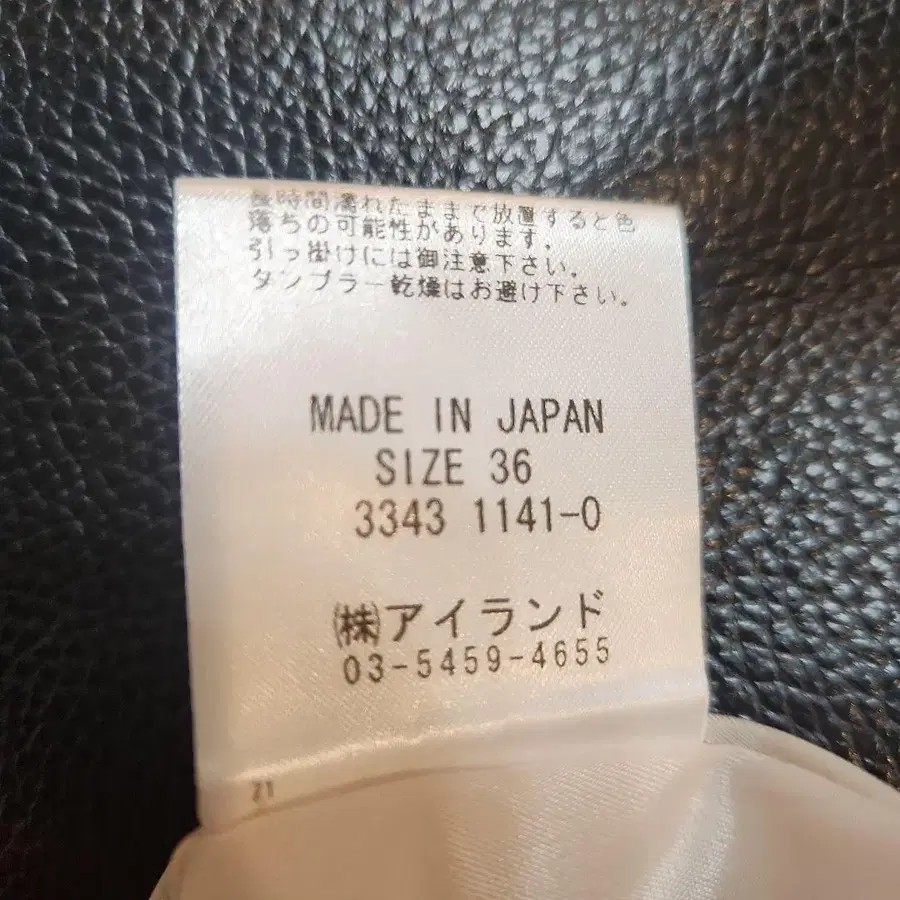 長時間濡れたままで放置すると色
落ちの可能性があります。
引っ掛けには御注意下さい。
タンブラー乾燥はお避け下さい。
MADE IN JAPAN
SIZE 36
3343 1141-0
㈱アイランド
03-5459-4655
21